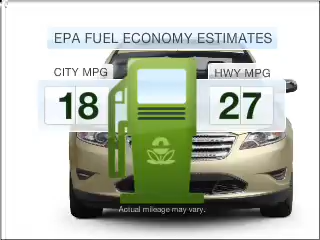 EPA FUEL ECONOMY ESTIMATES
CITY MPG
HWY MPG
18
27
Actual mileage may vary.